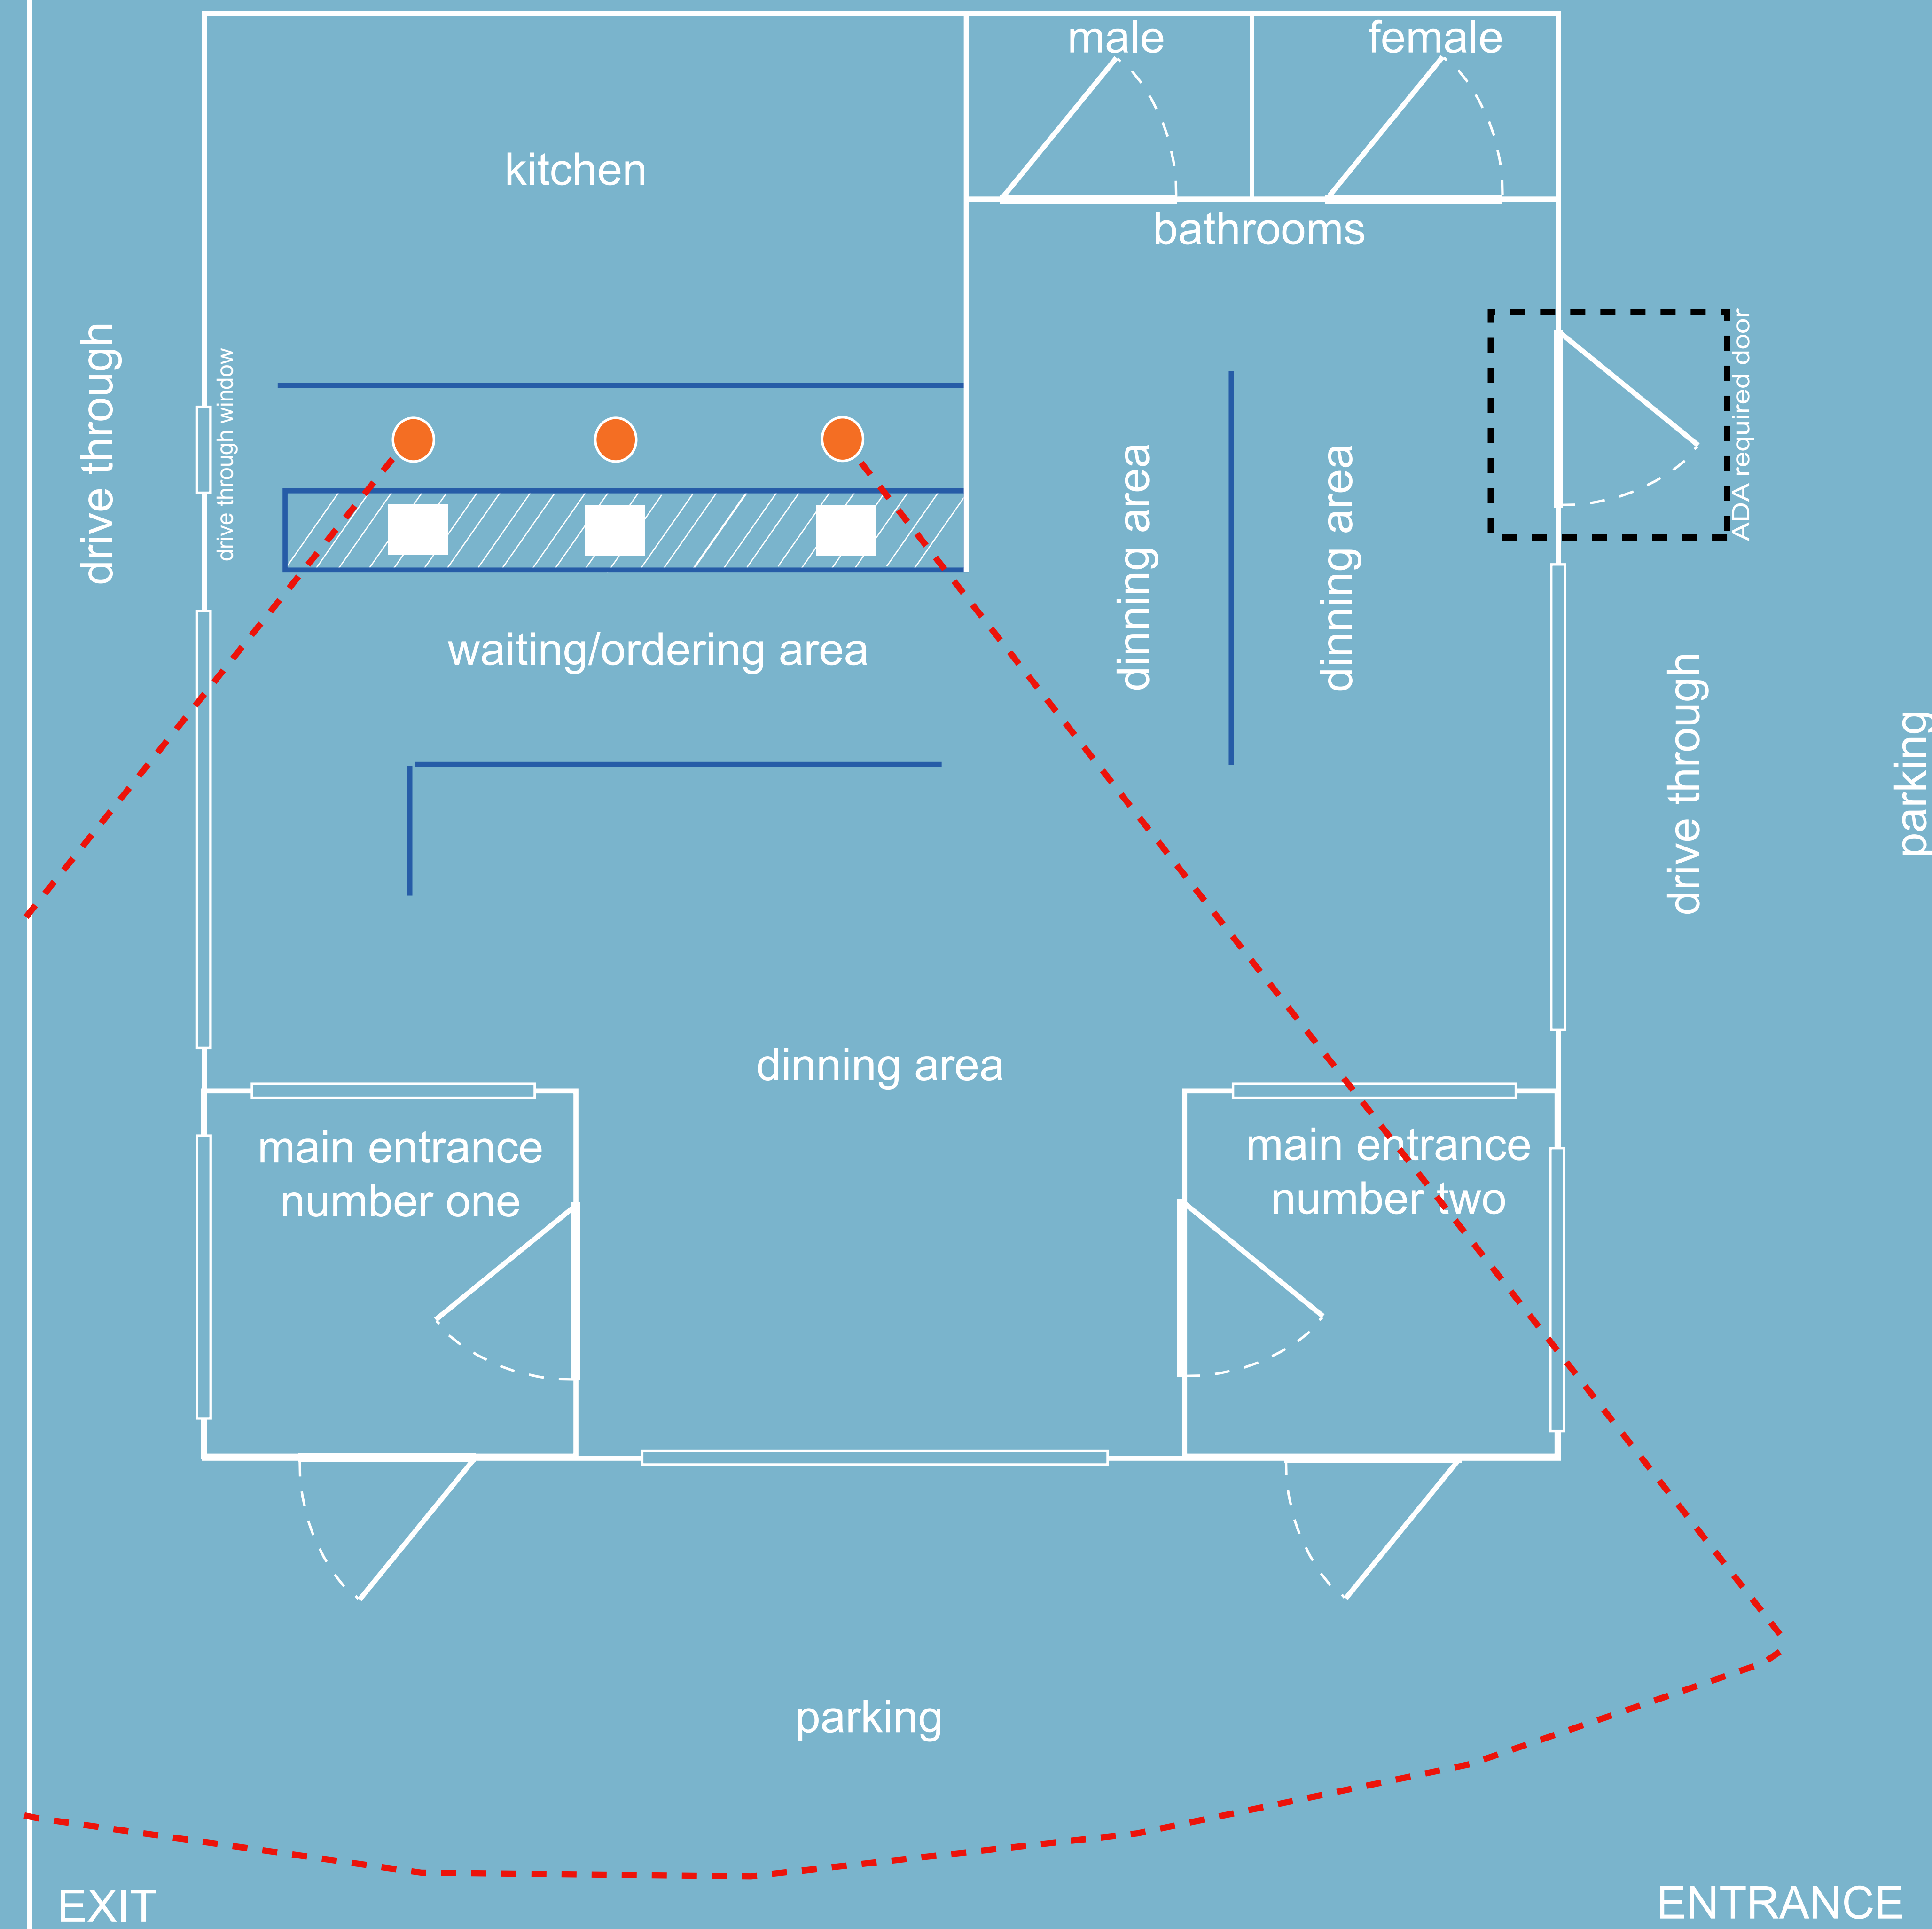 male
female
kitchen
bathrooms
drive through
drive through window
ADA required door
dinning area
dinning area
waiting/ordering area
drive through
parking
dinning area
main entrance
number one
main entrance
number two
parking
EXIT
ENTRANCE